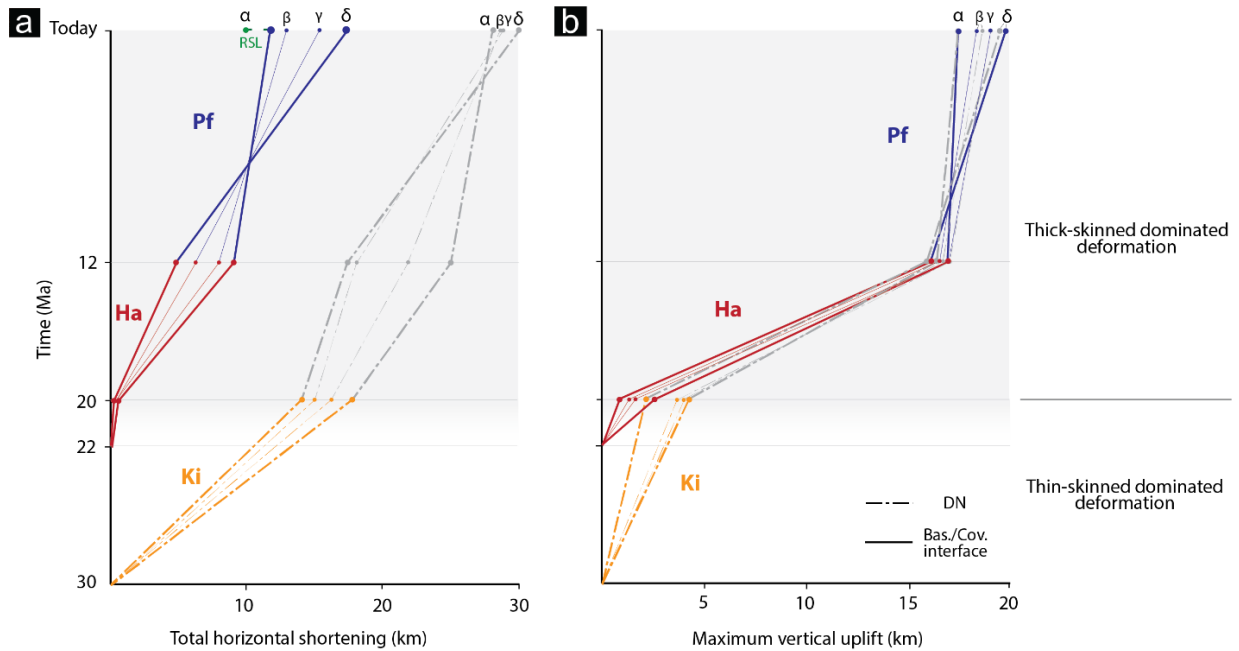 a
Today
α
β
γ
δ
RSL
α
β
γ
δ
Pf
Ha
Ki
12
20
22
30
Time (Ma)
10
20
30
Total horizontal shortening (km)
b
α
β
γ
δ
Pf
Ha
Ki
DN
Bas./Cov.
interface
5
10
15
20
Maximum vertical uplift (km)
Thick-skinned dominated
deformation
Thin-skinned dominated
deformation